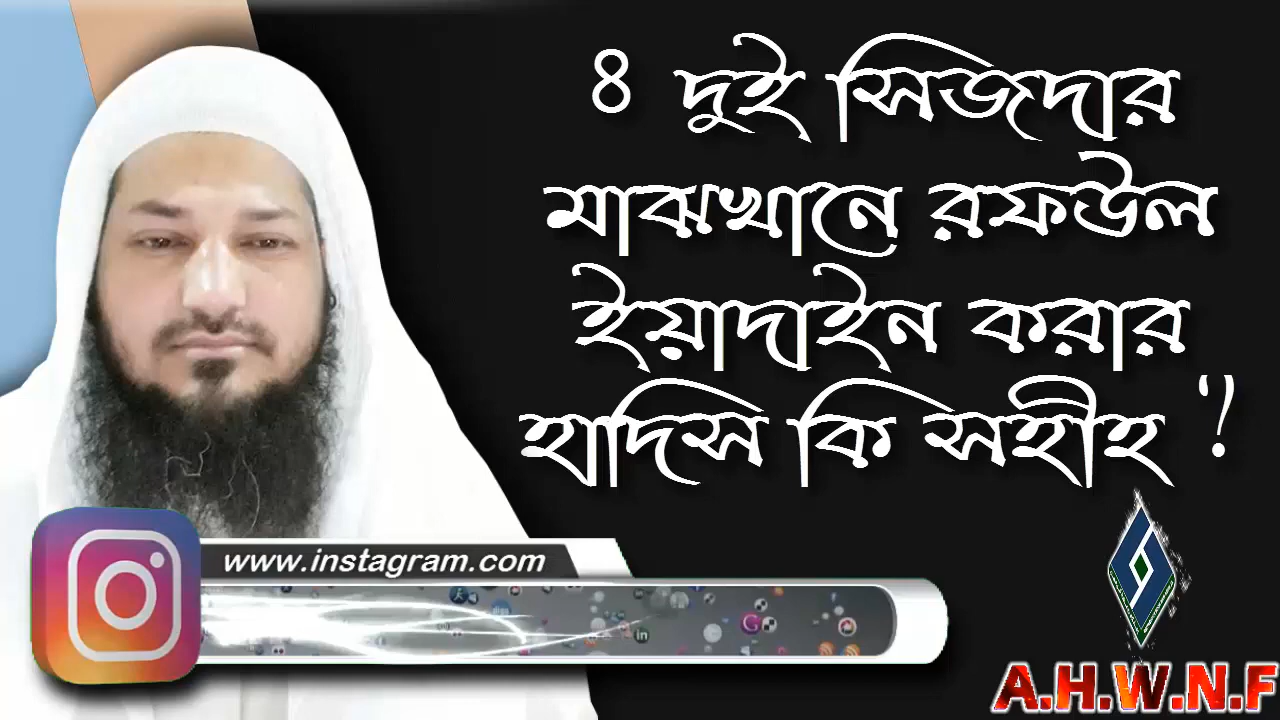 ৪ দুই সিজদার
মাঝখানে রফউল
ইয়াদাইন করার
হাদিস কি সহীহ ?
www.instagram.com
A.H.W.N.F